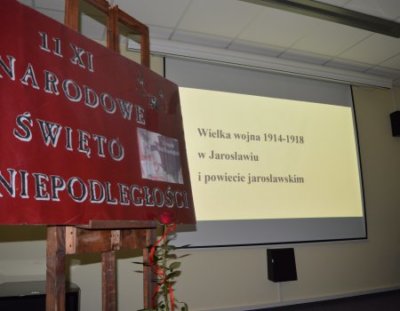 11 XI
NARODOWE
ŚWIĘTO
NIEPODLEGŁOŚCI
Wielka wojna 1914-1918
w Jarosławiu
i powiecie jarosławskim